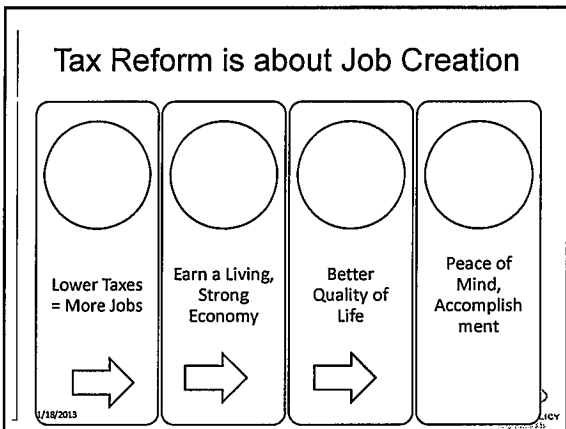 Tax Reform is about Job Creation
Lower Taxes
= More Jobs
Earn a Living,
Strong
Economy
Better
Quality of
Life
Peace of
Mind,
Accomplish
ment
1/18/2013
LICY